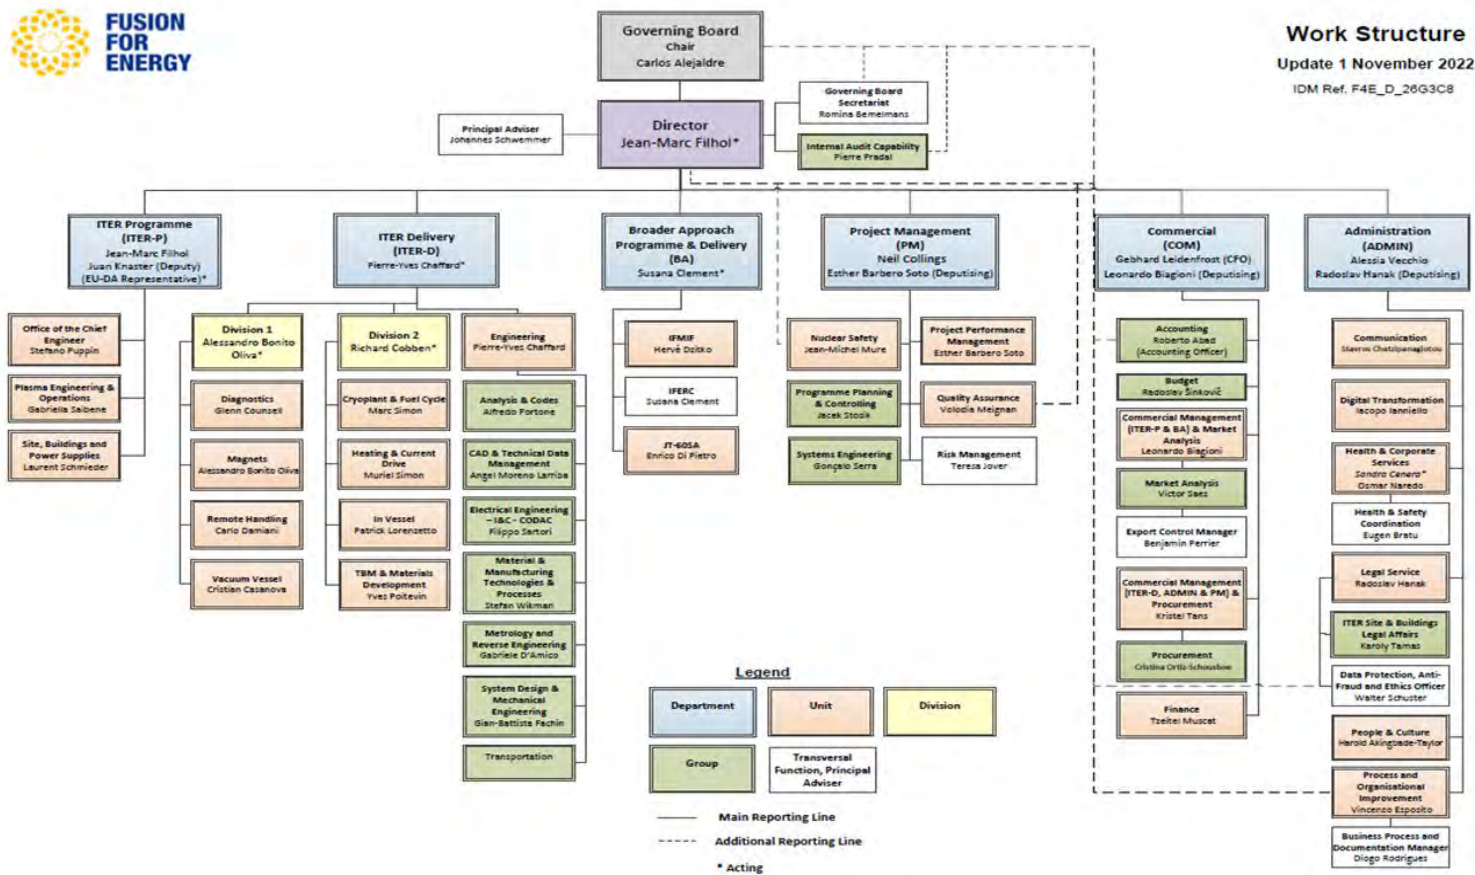 FUSION
FOR
ENERGY
Work Structure
Update 1 November 2022
IDM Ref. F4E_D_26G3C8
Governing Board
Chair
Carlos Alejaldre
Governing Board
Secretariat
Romina Bemelmans
Principal Adviser
Johannes Schwemmer
Director
Jean-Marc Filhol*
Internal Audit Capability
Pierre Pradal
ITER Programme
(ITER-P)
Jean-Marc Filhol
Juan Knaster (Deputy)
(EU-DA Representative)*
ITER Delivery
(ITER-D)
Pierre-Yves Chaffard*
Broader Approach
Programme & Delivery
(BA)
Susana Clement*
Project Management
(PM)
Neil Collings
Esther Barbero Soto (Deputising)
Commercial
(COM)
Gebhard Leidenfrost (CFO)
Leonardo Biagioni (Deputising)
Administration
(ADMIN)
Alessia Vecchio
Radoslav Hanak (Deputising)
Office of the Chief
Engineer
Stefano Puppin
Plasma Engineering &
Operations
Gabriella Saibene
Site, Buildings and
Power Supplies
Laurent Schmieder
Division 1
Alessandro Bonito
Oliva*
Diagnostics
Glenn Counsell
Magnets
Alessandro Bonito Oliva
Remote Handling
Carlo Damiani
Vacuum Vessel
Cristian Casanova
Division 2
Richard Cobben*
Cryoplant & Fuel Cycle
Marc Simon
Heating & Current
Drive
Muriel Simon
In Vessel
Patrick Lorenzetto
TBM & Materials
Development
Yves Poitevin
Engineering
Pierre-Yves Chaffard
Analysis & Codes
Alfredo Portone
CAD & Technical Data
Management
Angel Moreno Larriba
Electrical Engineering
– I&C - CODAC
Filippo Sartori
Material &
Manufacturing
Technologies &
Processes
Stefan Wikman
Metrology and
Reverse Engineering
Gabriele D'Amico
System Design &
Mechanical
Engineering
Gian-Battista Fachin
Transportation
IFMIF
Hervé Dzitko
IFERC
Susana Clement
JT-60SA
Enrico Di Pietro
Nuclear Safety
Jean-Michel Mure
Programme Planning
& Controlling
Jacek Stosik
Systems Engineering
Gonçalo Serra
Project Performance
Management
Esther Barbero Soto
Quality Assurance
Volodia Meignan
Risk Management
Teresa Jover
Accounting
Roberto Abad
(Accounting Officer)
Budget
Radoslav Sinkovič
Commercial Management
(ITER-P & BA) & Market
Analysis
Leonardo Biagioni
Market Analysis
Victor Saez
Export Control Manager
Benjamin Perrier
Commercial Management
(ITER-D, ADMIN & PM) &
Procurement
Kristel Tans
Procurement
Cristina Ortiz-Schousboe
Finance
Tzeitel Muscat
Communication
Stavros Chatzipanagiotou
Digital Transformation
Iacopo Ianniello
Health & Corporate
Services
Sandro Cenero*
Osmar Naredo
Health & Safety
Coordination
Eugen Bratu
Legal Service
Radoslav Hanak
ITER Site & Buildings
Legal Affairs
Karoly Tamas
Data Protection, Anti-
Fraud and Ethics Officer
Walter Schuster
People & Culture
Harold Akingbade-Taylor
Process and
Organisational
Improvement
Vincenzo Esposito
Business Process and
Documentation Manager
Diogo Rodrigues
Legend
Department
Unit
Division
Group
Transversal
Function, Principal
Adviser
Main Reporting Line
Additional Reporting Line
* Acting